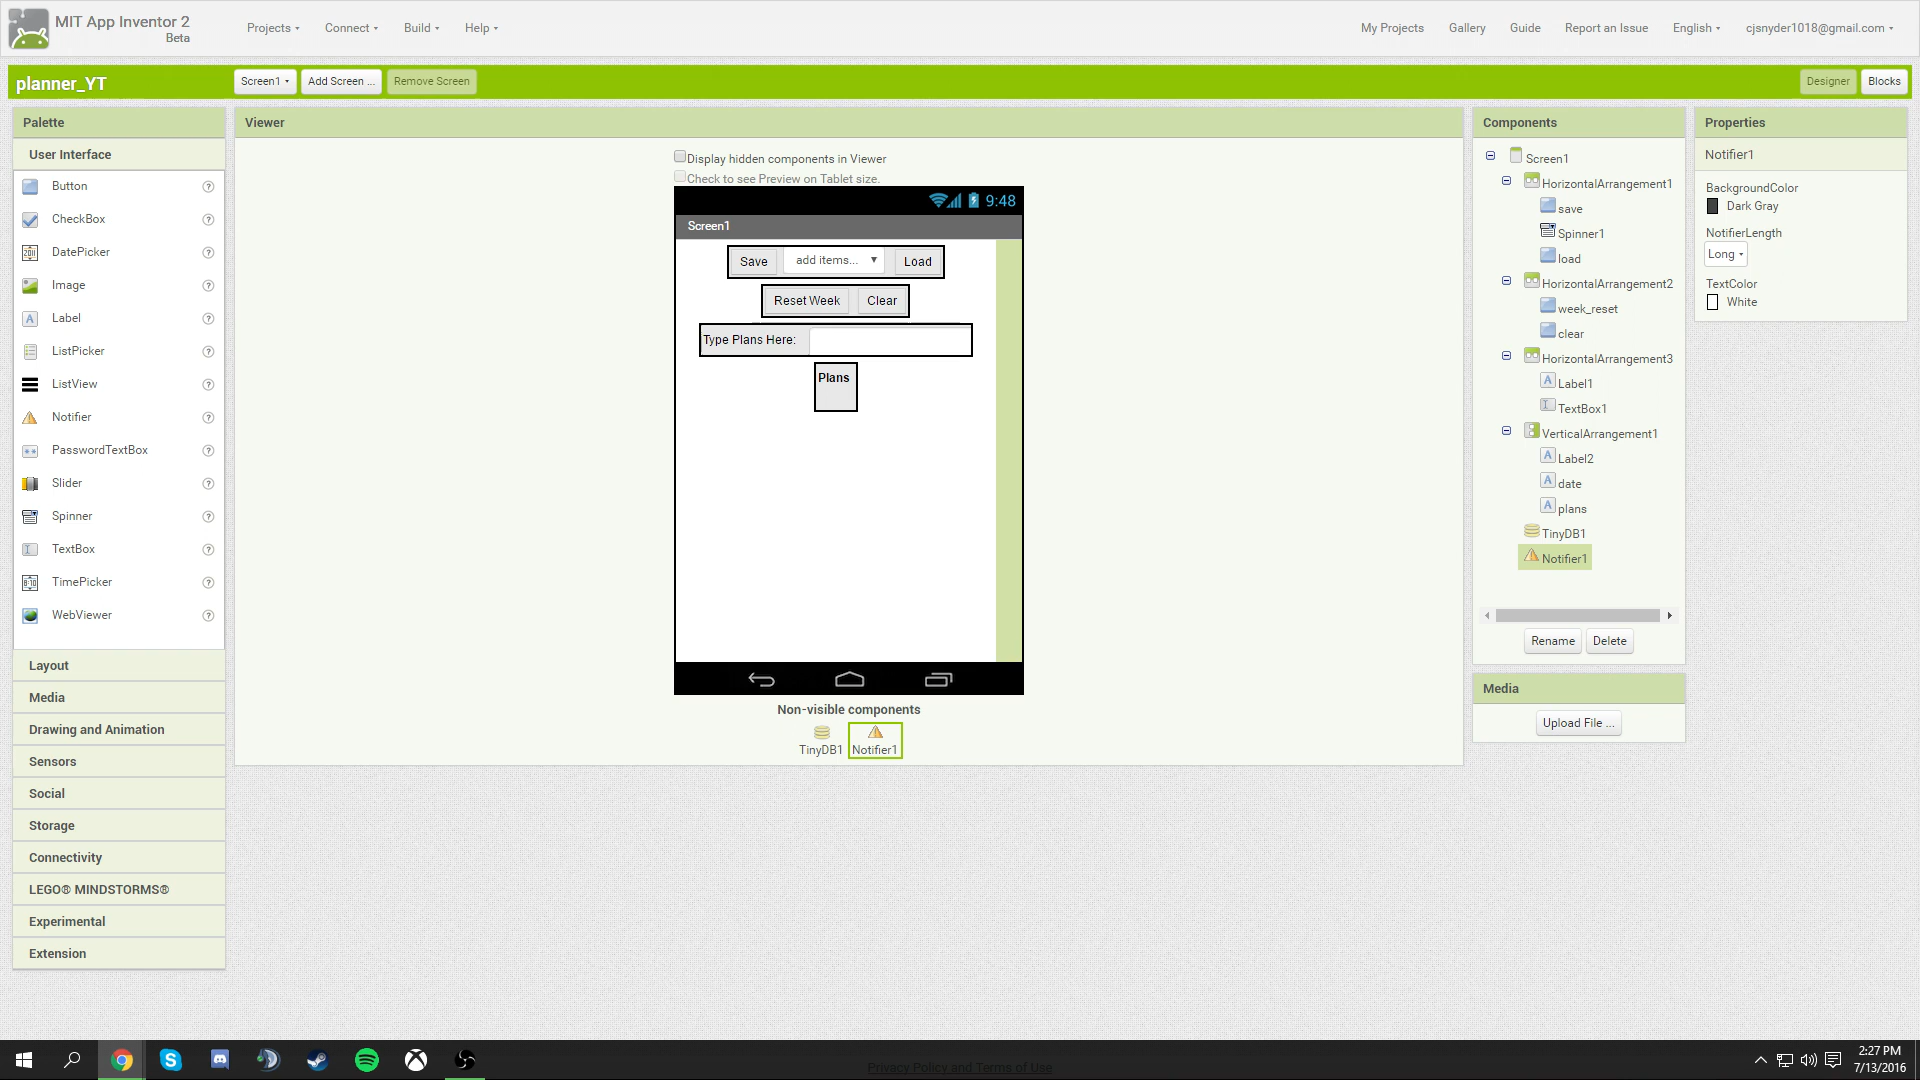 MIT App Inventor 2
Beta
Projects
Connect
Build
Help
My Projects
Gallery
Guide
Report an Issue
English
cjsnyder1018@gmail.com
planner_YT
Screen1
Add Screen ...
Remove Screen
Designer
Blocks
Palette
User Interface
Button
CheckBox
DatePicker
Image
Label
ListPicker
ListView
Notifier
PasswordTextBox
Slider
Spinner
TextBox
TimePicker
WebViewer
Layout
Media
Drawing and Animation
Sensors
Social
Storage
Connectivity
LEGO® MINDSTORMS®
Experimental
Extension
Viewer
Display hidden components in Viewer
Check to see Preview on Tablet size.
9:48
Screen1
Save
add items...
Load
Reset Week
Clear
Type Plans Here:
Plans
Non-visible components
TinyDB1
Notifier1
Components
Screen1
HorizontalArrangement1
save
Spinner1
load
HorizontalArrangement2
week_reset
clear
HorizontalArrangement3
Label1
TextBox1
VerticalArrangement1
Label2
date
plans
TinyDB1
Notifier1
Rename
Delete
Media
Upload File ...
Properties
Notifier1
BackgroundColor
Dark Gray
NotifierLength
Long
TextColor
White
Privacy Policy and Terms of Use
2:27 PM
7/13/2016